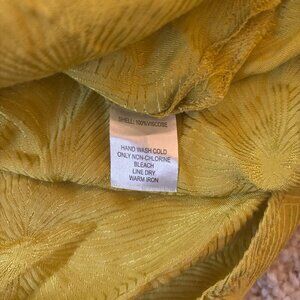 SHELL: 100%VISCOSE
HAND WASH COLD
ONLY NON-CHLORINE
BLEACH
LINE DRY
WARM IRON